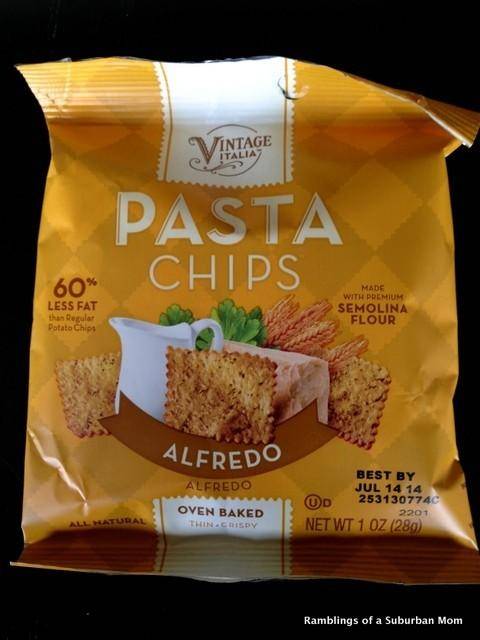 VINTAGE
ITALIA™
PASTA
CHIPS
60%
LESS FAT
than Regular
Potato Chips
MADE
WITH PREMIUM
SEMOLINA
FLOUR
ALFREDO
ALFREDO
BEST BY
JUL 14 14
253130774C
2201
ALL NATURAL
OVEN BAKED
THIN + CRISPY
U D
NET WT 1 OZ (28g)
Ramblings of a Suburban Mom